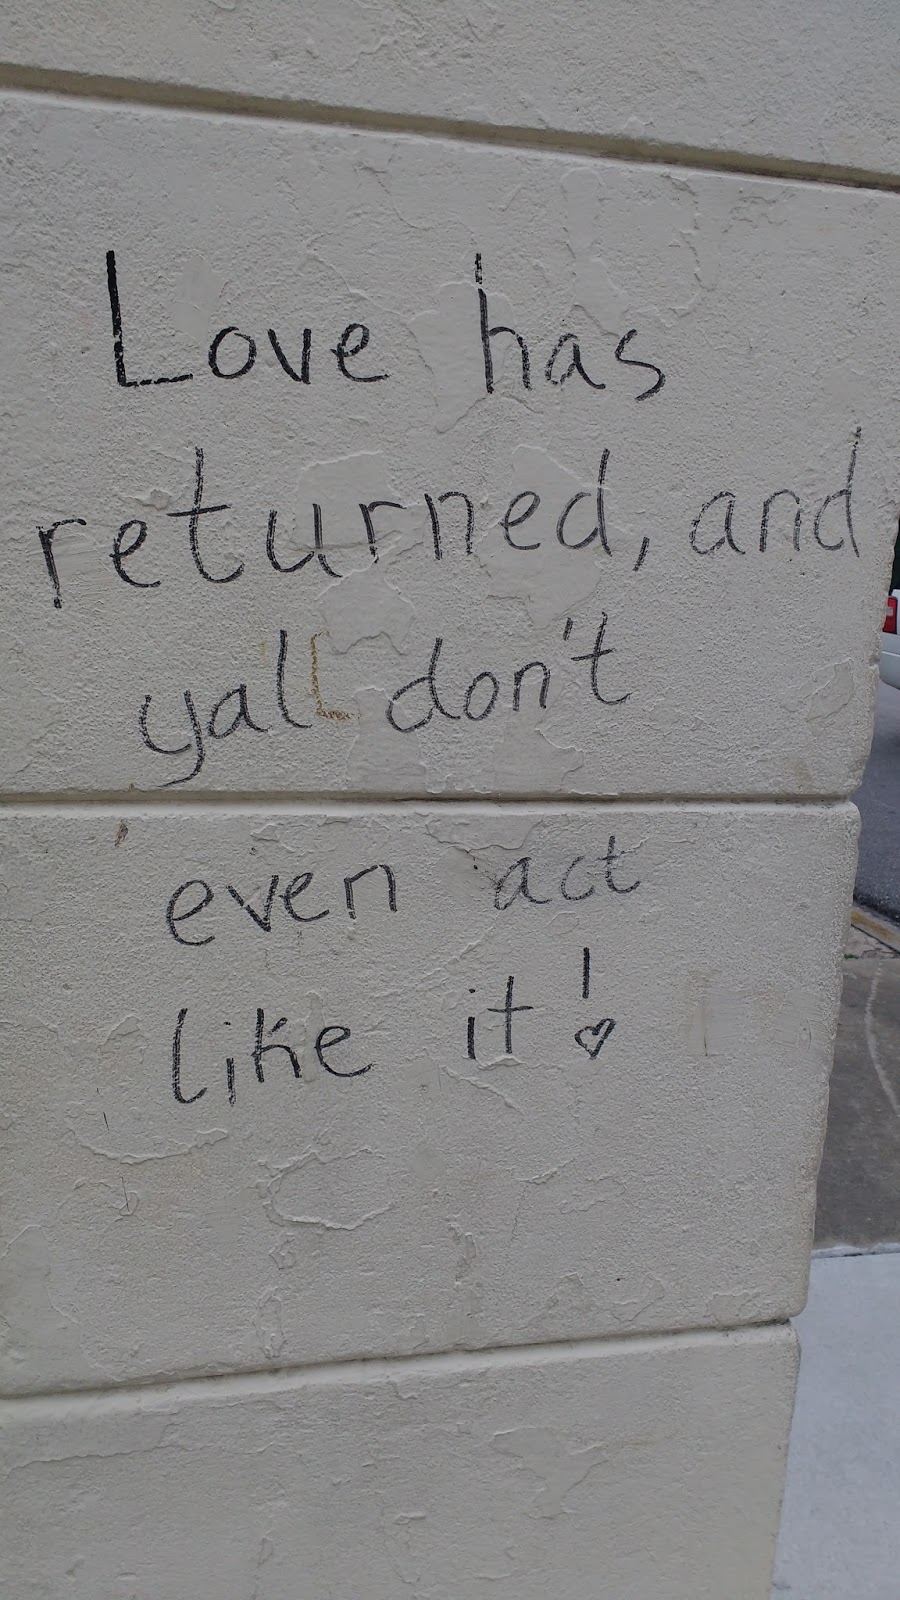 Love has
returned, and
yall don't
even act
like it!